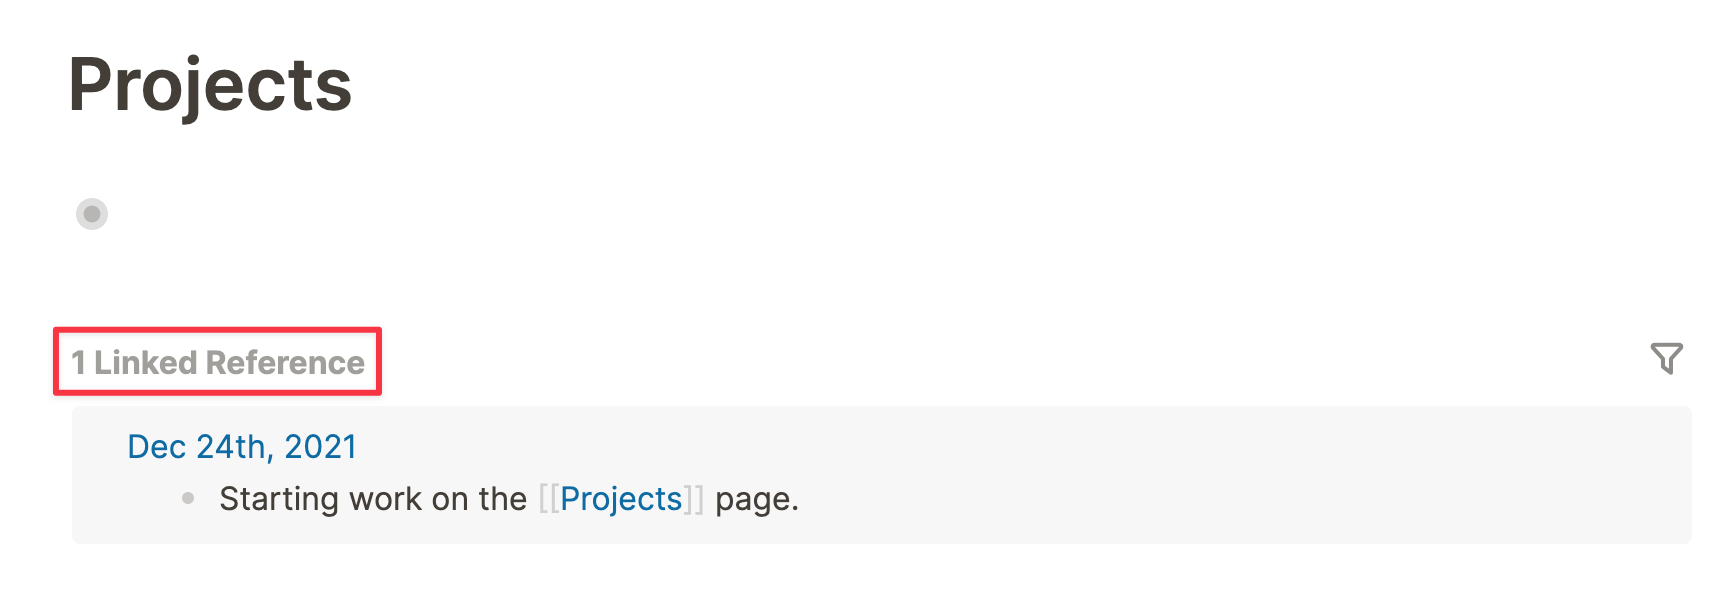 Projects
1 Linked Reference
Dec 24th, 2021
Starting work on the [[Projects]] page.